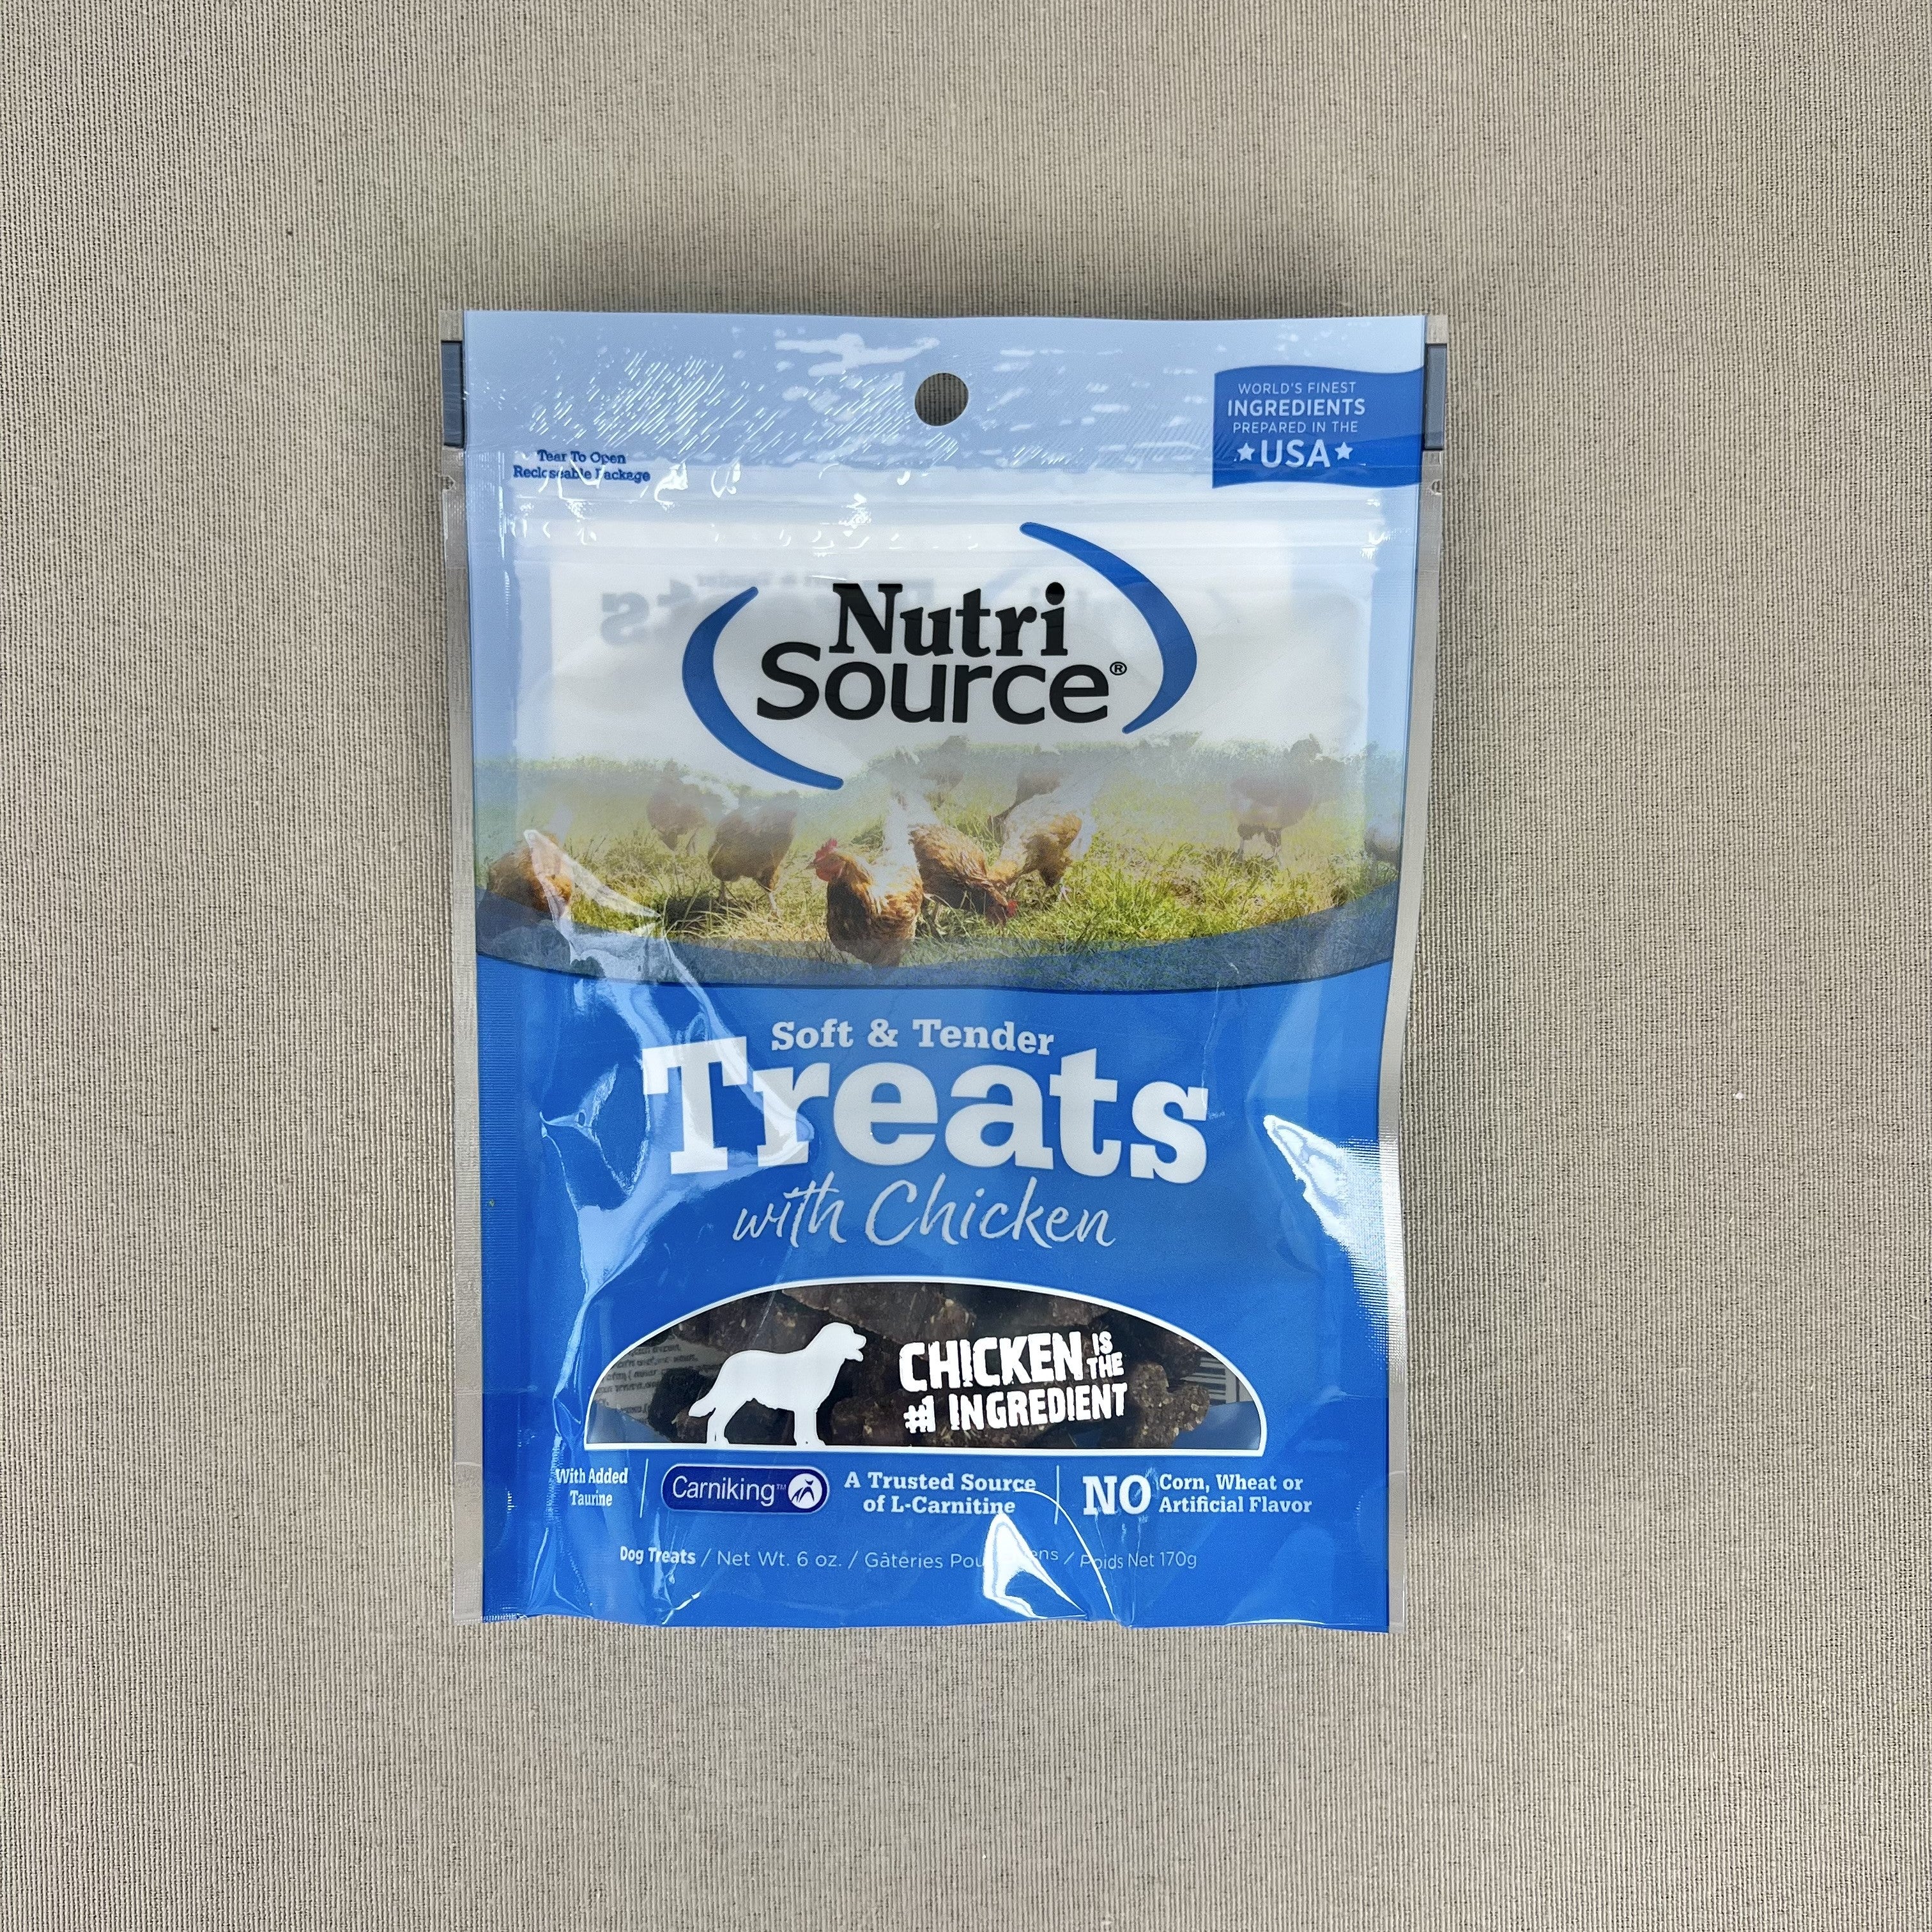 WORLD'S FINEST
INGREDIENTS
PREPARED IN THE
USA
Tear To Open
Recloseable Package
Nutri
Source®
Soft & Tender
Treats
with Chicken
CHICKEN IS THE
#1 INGREDIENT
With Added
Taurine
Carniking™
A Trusted Source
of L-Carnitine
NO Corn, Wheat or
Artificial Flavor
Dog Treats / Net Wt. 6 oz. / Gâteries / Poids Net 170g